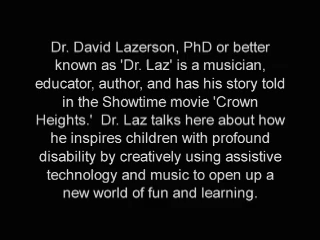 Dr. David Lazerson, PhD or better
known as 'Dr. Laz' is a musician,
educator, author, and has his story told
in the Showtime movie 'Crown
Heights.'  Dr. Laz talks here about how
he inspires children with profound
disability by creatively using assistive
technology and music to open up a
new world of fun and learning.